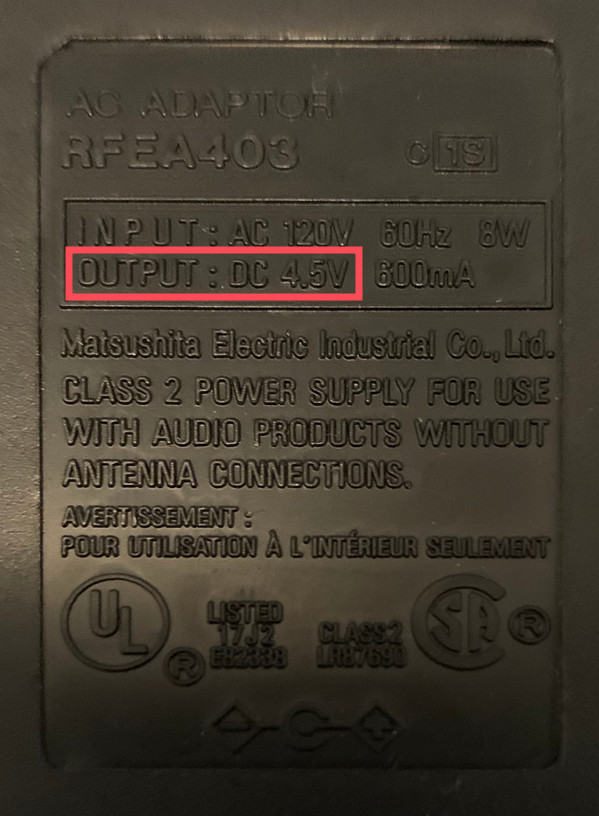 AC ADAPTOR
RFEA403 C 1S
INPUT: AC 120V 60Hz 8W
OUTPUT: DC 4.5V 600mA
Matsushita Electric Industrial Co., Ltd.
CLASS 2 POWER SUPPLY FOR USE
WITH AUDIO PRODUCTS WITHOUT
ANTENNA CONNECTIONS.
AVERTISSEMENT :
POUR UTILISATION À L'INTÉRIEUR SEULEMENT
UL ® LISTED 17J2 E82338
CLASS2 LR87690 SA ®